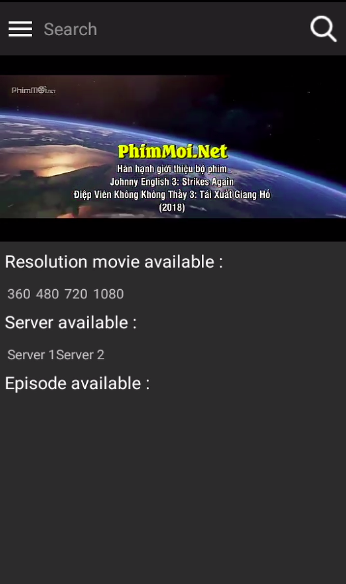 Search
PhimMơi.NET
PhimMoi.Net
Hân hạnh giới thiệu bộ phim
Johnny English 3: Strikes Again
Điệp Viên Không Không Thấy 3: Tái Xuất Giang Hồ
(2018)
Resolution movie available :
360 480 720 1080
Server available :
Server 1Server 2
Episode available :